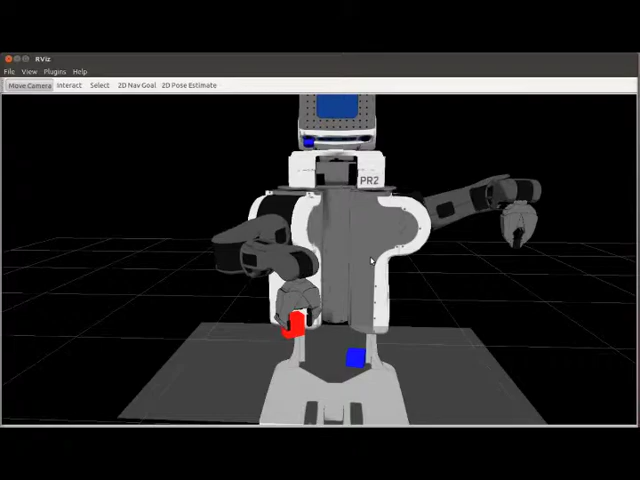 RViz
File View Plugins Help
Move Camera Interact Select 2D Nav Goal 2D Pose Estimate
PR2